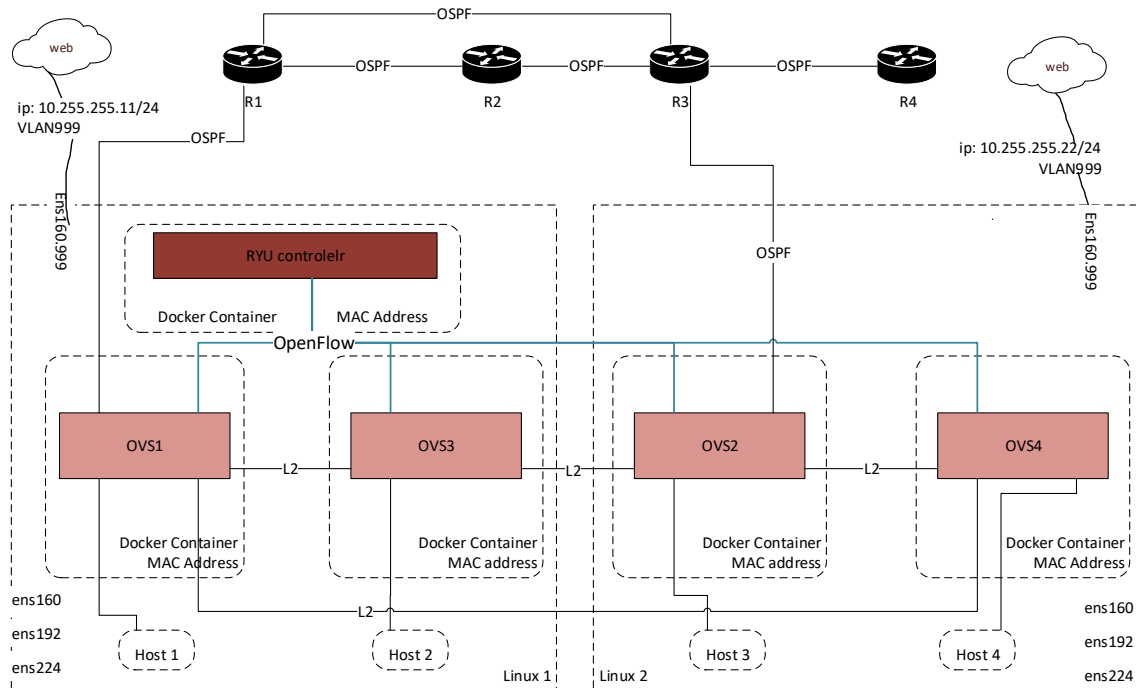 OSPF
web
OSPF
OSPF
OSPF
web
R1
R2
R3
R4
ip: 10.255.255.11/24
VLAN999
OSPF
ip: 10.255.255.22/24
VLAN999
Ens160.999
Ens160.999
RYU controlelr
OSPF
Docker Container
MAC Address
OpenFlow
OVS1
OVS3
OVS2
OVS4
L2
L2
L2
Docker Container
MAC Address
Docker Container
MAC address
Docker Container
MAC address
Docker Container
MAC Address
ens160
ens192
ens224
L2
ens160
ens192
ens224
Host 1
Host 2
Host 3
Host 4
Linux 1
Linux 2